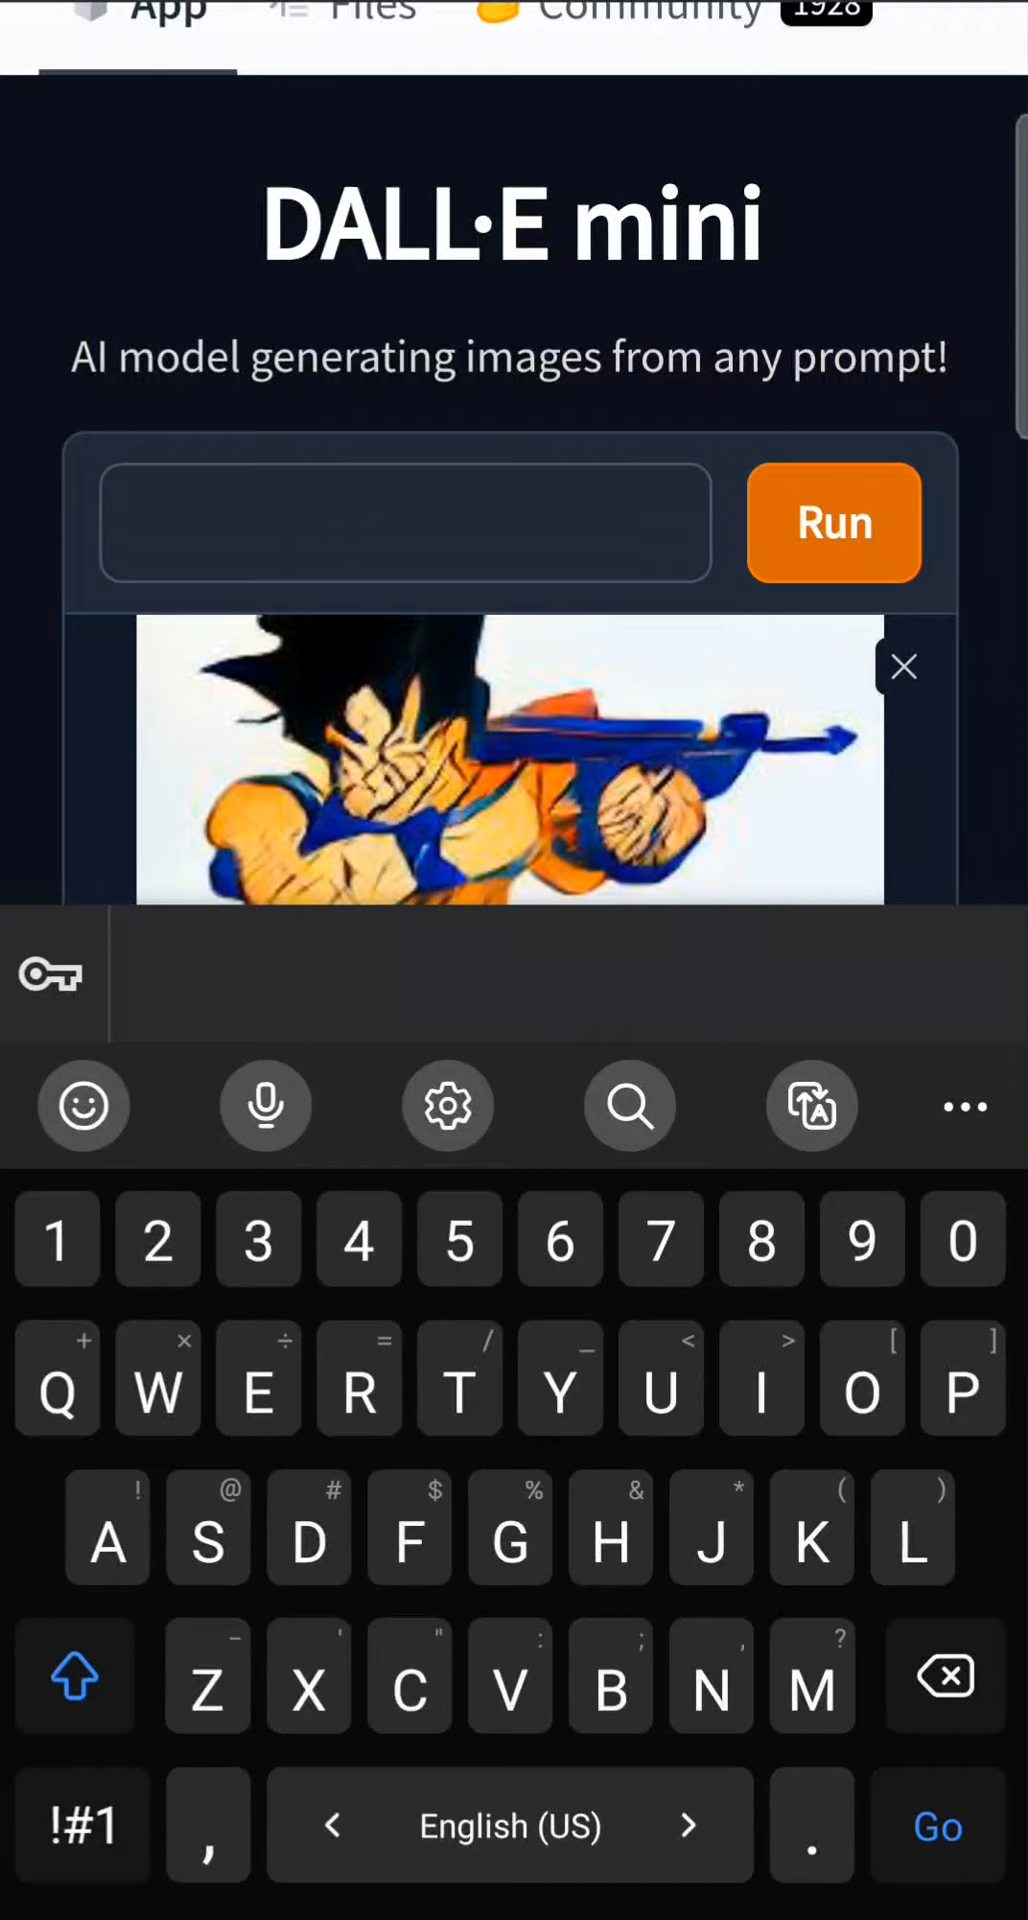 App Files Community 1928
DALL·E mini
AI model generating images from any prompt!
Run
1 2 3 4 5 6 7 8 9 0
+ × ÷ = / _ < > [ ]
Q W E R T Y U I O P
! @ # $ % & * ( )
A S D F G H J K L
- ' " : ; , ?
Z X C V B N M
!#1 , < English (US) > . Go